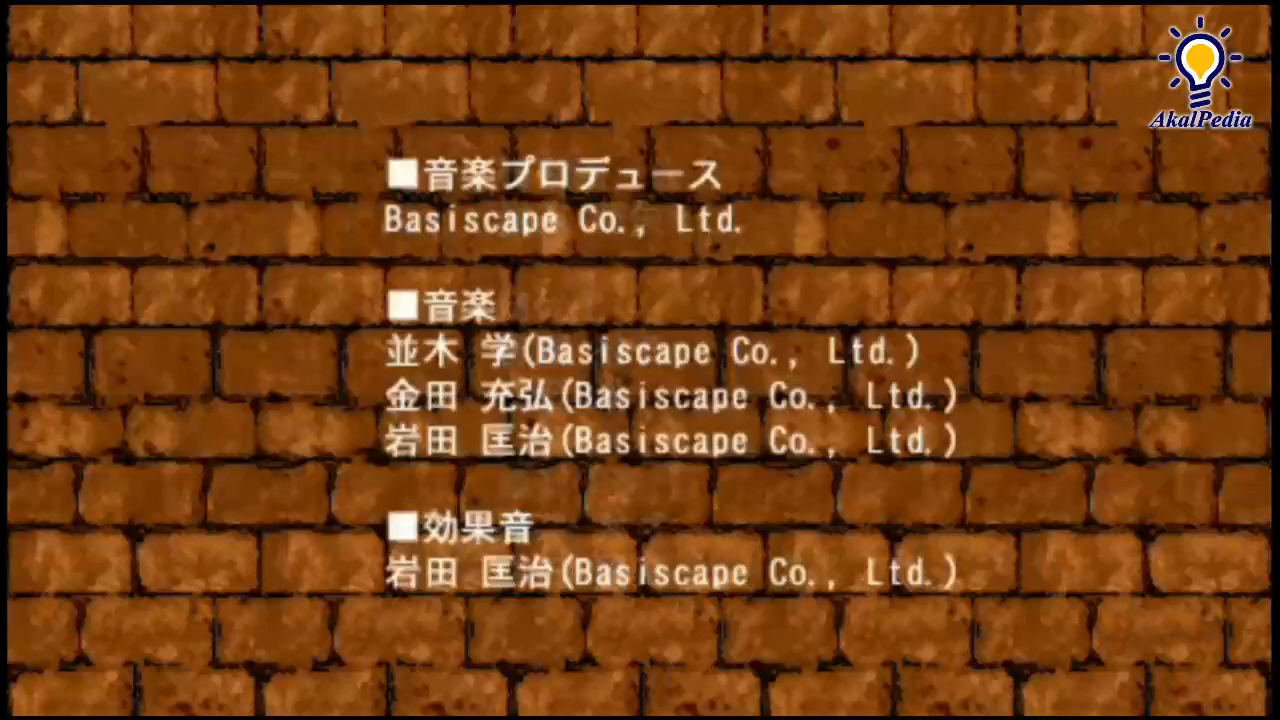 AkalPedia
■音楽プロデュース
Basiscape Co., Ltd.
■音楽
並木 学(Basiscape Co., Ltd.)
金田 充弘(Basiscape Co., Ltd.)
岩田 匡治(Basiscape Co., Ltd.)
■効果音
岩田 匡治(Basiscape Co., Ltd.)